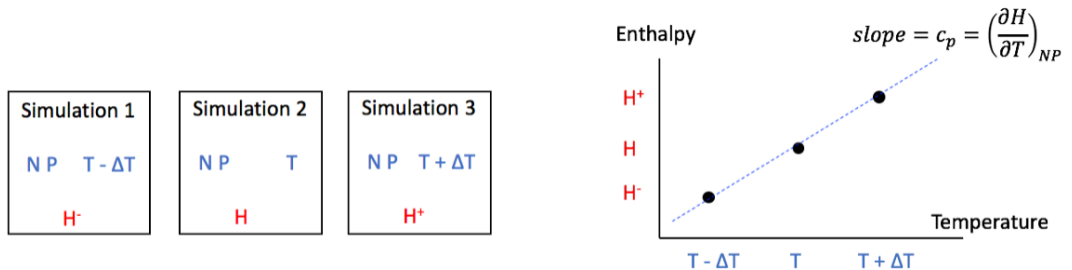 Simulation 1
N P T - ΔT
H⁻
Simulation 2
N P T
H
Simulation 3
N P T + ΔT
H⁺
Enthalpy
slope = c_p = (∂H/∂T)_NP
H⁺
H
H⁻
Temperature
T - ΔT T T + ΔT